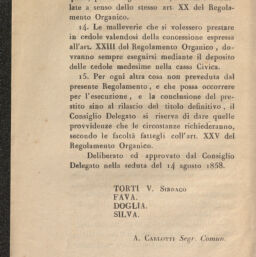 late a senso dello stesso art. XX del Regola-
mento Organico.
14. Le malleverie che si volessero prestare
in cedole valendosi della concessione espressa
all'art. XXIII del Regolamento Organico, do-
vranno sempre eseguirsi mediante il deposito
delle cedole medesime nella cassa Civica.
15. Per ogni altra cosa non preveduta dal
presente Regolamento, e che possa occorrere
per l'esecuzione, e la conclusione del pre-
stito sino al rilascio del titolo definitivo, il
Consiglio Delegato si riserva di dare quelle
provvidenze che le circostanze richiederanno,
secondo le facoltà fattegli coll'art. XXV del
Regolamento Organico.
Deliberato ed approvato dal Consiglio
Delegato nella seduta del 14 agosto 1858.
TORTI V. Sindaco
FAVA.
DOGLIA.
SILVA.
A. Carlotti Segr. Comun.